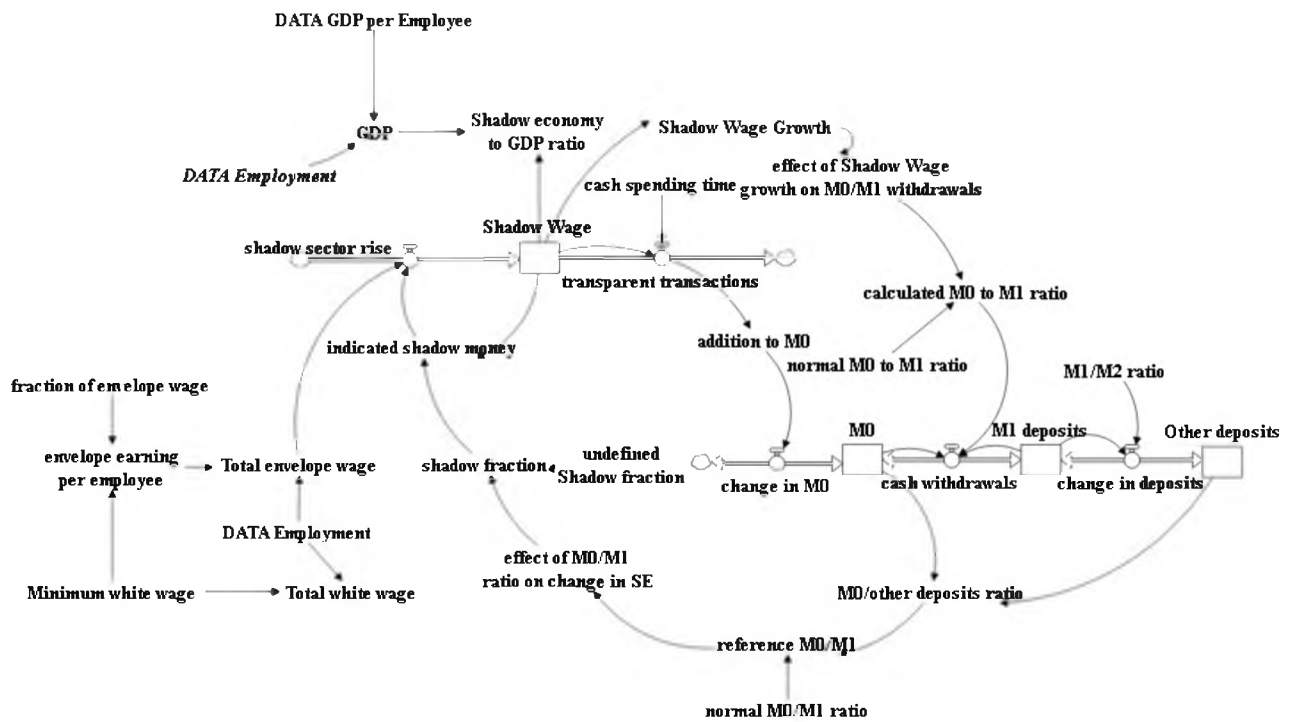 DATA GDP per Employee
GDP
Shadow economy
to GDP ratio
Shadow Wage Growth
DATA Employment
effect of Shadow Wage
growth on M0/M1 withdrawals
cash spending time
Shadow Wage
shadow sector rise
transparent transactions
calculated M0 to M1 ratio
indicated shadow money
addition to M0
normal M0 to M1 ratio
M1/M2 ratio
fraction of envelope wage
M0
M1 deposits
Other deposits
envelope earning
per employee
Total envelope wage
shadow fraction
undefined
Shadow fraction
change in M0
cash withdrawals
change in deposits
DATA Employment
effect of M0/M1
ratio on change in SE
Minimum white wage
Total white wage
M0/other deposits ratio
reference M0/M1
normal M0/M1 ratio